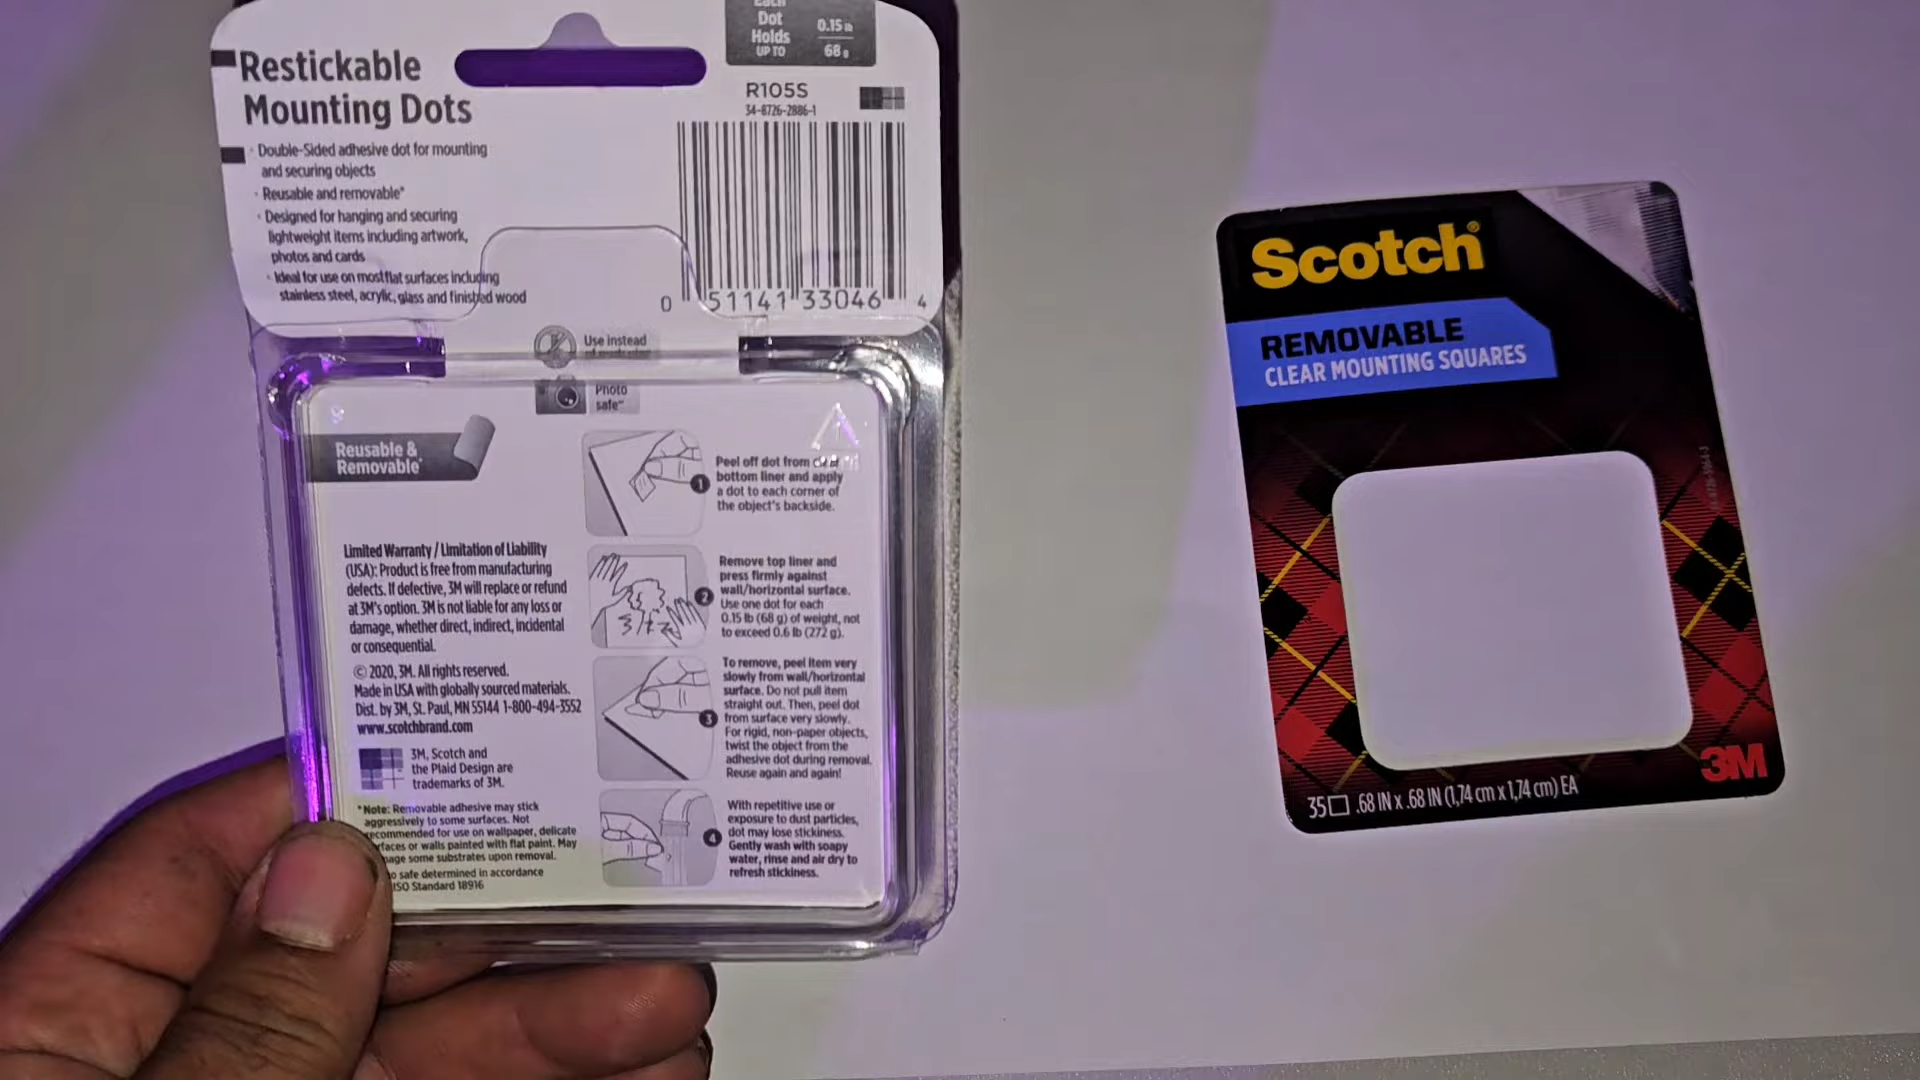 Restickable
Mounting Dots
· Double-Sided adhesive dot for mounting
and securing objects
· Reusable and removable*
· Designed for hanging and securing
lightweight items including artwork,
photos and cards
· Ideal for use on most flat surfaces including
stainless steel, acrylic, glass and finished wood
Each
Dot
Holds
UP TO
0.15 lb
68 g
R105S
34-8726-2886-1
0 51141 33046 4
Use instead
Photo
safe**
Reusable &
Removable*
Limited Warranty / Limitation of Liability
(USA): Product is free from manufacturing
defects. If defective, 3M will replace or refund
at 3M's option. 3M is not liable for any loss or
damage, whether direct, indirect, incidental
or consequential.
© 2020, 3M. All rights reserved.
Made in USA with globally sourced materials.
Dist. by 3M, St. Paul, MN 55144 1-800-494-3552
www.scotchbrand.com
3M, Scotch and
the Plaid Design are
trademarks of 3M.
*Note: Removable adhesive may stick
aggressively to some surfaces. Not
recommended for use on wallpaper, delicate
or walls painted with flat paint. May
some substrates upon removal.
safe determined in accordance
ISO Standard 18916
1
Peel off dot from
bottom liner and apply
a dot to each corner of
the object's backside.
2
Remove top liner and
press firmly against
wall/horizontal surface.
Use one dot for each
0.15 lb (68 g) of weight, not
to exceed 0.6 lb (272 g).
3
To remove, peel item very
slowly from wall/horizontal
surface. Do not pull item
straight out. Then, peel dot
from surface very slowly.
For rigid, non-paper objects,
twist the object from the
adhesive dot during removal.
Reuse again and again!
4
With repetitive use or
exposure to dust particles,
dot may lose stickiness.
Gently wash with soapy
water, rinse and air dry to
refresh stickiness.
Scotch®
REMOVABLE
CLEAR MOUNTING SQUARES
3M
35 .68 IN x .68 IN (1,74 cm x 1,74 cm) EA